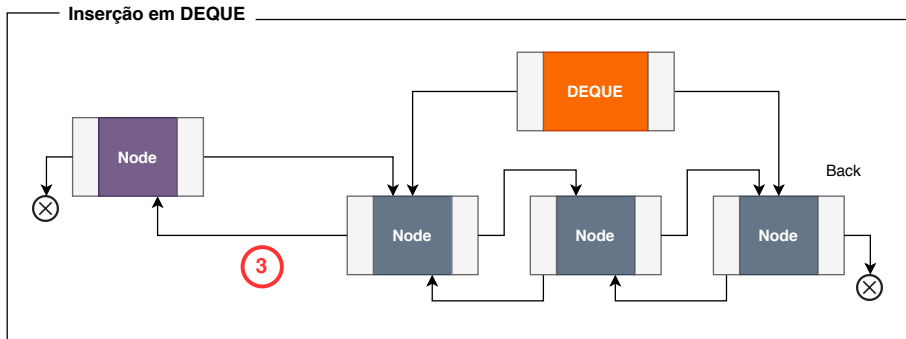 Inserção em DEQUE
DEQUE
Node
Back
Node
Node
Node
3